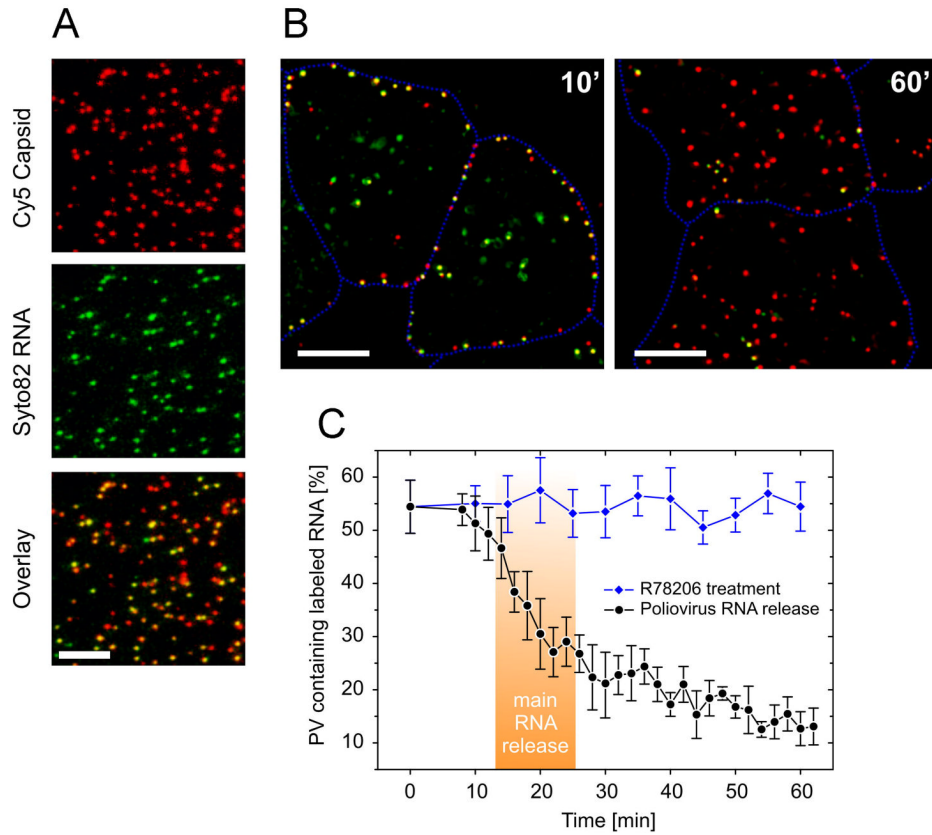 A
B
Cy5 Capsid
Syto82 RNA
Overlay
10’
60’
C
PV containing labeled RNA [%]
60
50
40
30
20
10
R78206 treatment
Poliovirus RNA release
main
RNA
release
0
10
20
30
40
50
60
Time [min]